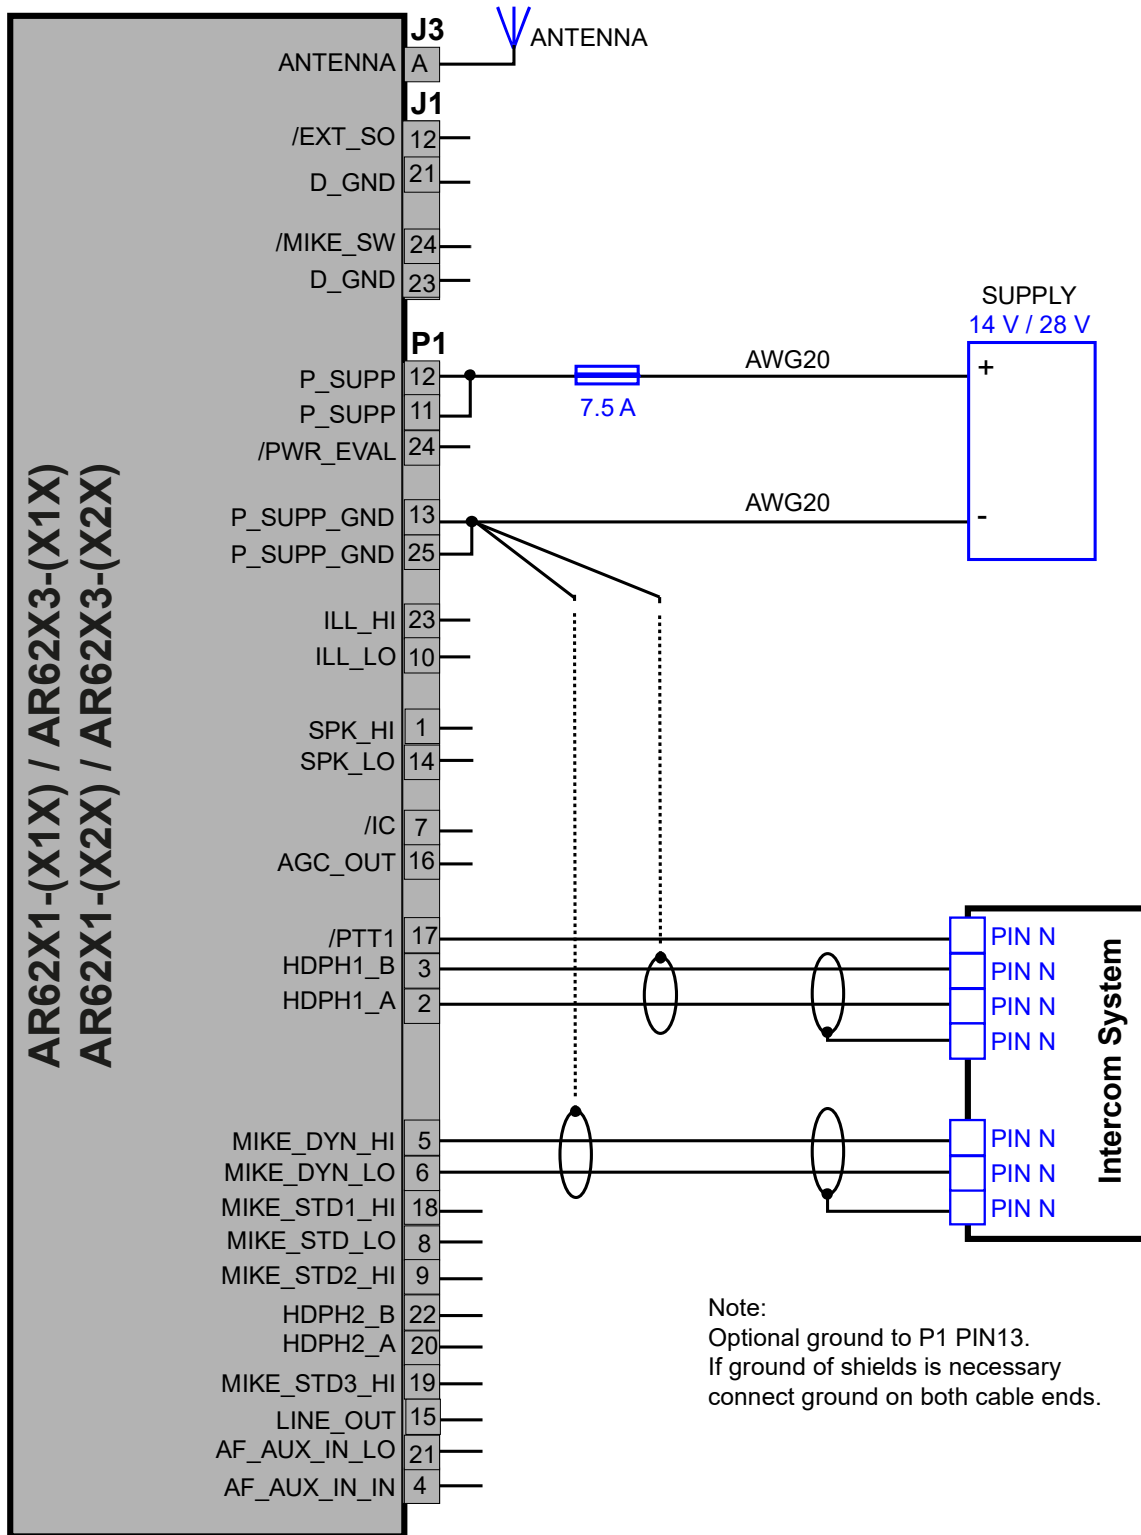 J3
ANTENNA A
ANTENNA
J1
/EXT_SO 12
D_GND 21
/MIKE_SW 24
D_GND 23
SUPPLY
14 V / 28 V
P1
P_SUPP 12
AWG20
+
P_SUPP 11
7.5 A
/PWR_EVAL 24
P_SUPP_GND 13
AWG20
-
P_SUPP_GND 25
ILL_HI 23
ILL_LO 10
SPK_HI 1
SPK_LO 14
/IC 7
AGC_OUT 16
AR62X1-(X1X) / AR62X3-(X1X)
AR62X1-(X2X) / AR62X3-(X2X)
/PTT1 17
PIN N
HDPH1_B 3
PIN N
HDPH1_A 2
PIN N
PIN N
Intercom System
MIKE_DYN_HI 5
PIN N
MIKE_DYN_LO 6
PIN N
MIKE_STD1_HI 18
PIN N
MIKE_STD_LO 8
MIKE_STD2_HI 9
HDPH2_B 22
HDPH2_A 20
MIKE_STD3_HI 19
LINE_OUT 15
AF_AUX_IN_LO 21
AF_AUX_IN_IN 4
Note:
Optional ground to P1 PIN13.
If ground of shields is necessary
connect ground on both cable ends.